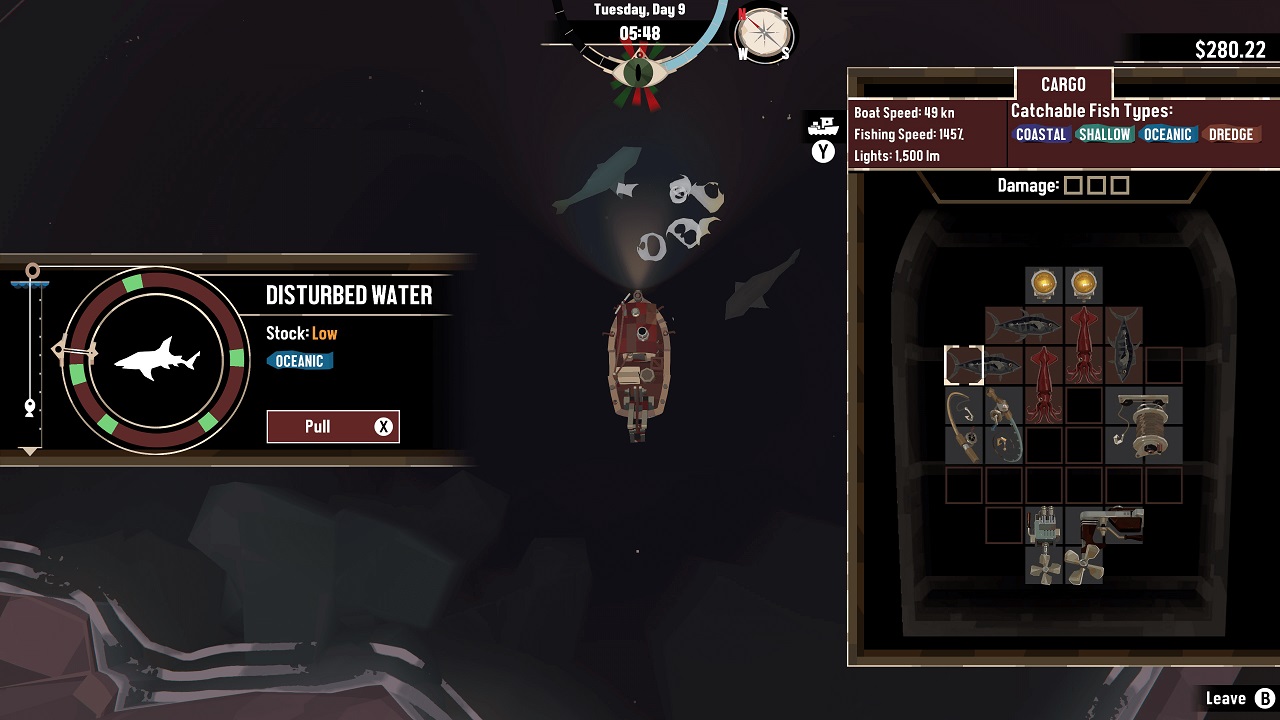 Tuesday, Day 9
05:48
N E
W S
$280.22
CARGO
Boat Speed: 49 kn
Fishing Speed: 145%
Lights: 1,500 lm
Catchable Fish Types:
COASTAL SHALLOW OCEANIC DREDGE
Y
Damage:
DISTURBED WATER
Stock: Low
OCEANIC
Pull X
Leave B